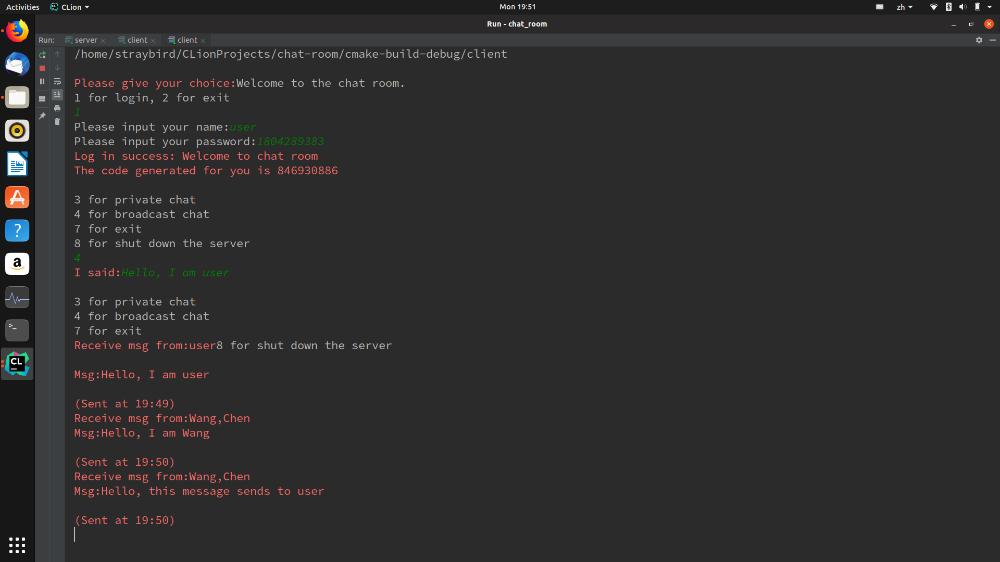 Activities CLion Mon 19:51 zh
Run - chat_room
Run: server client client
/home/straybird/CLionProjects/chat-room/cmake-build-debug/client
Please give your choice:Welcome to the chat room.
1 for login, 2 for exit
1
Please input your name:user
Please input your password:1804289383
Log in success: Welcome to chat room
The code generated for you is 846930886
3 for private chat
4 for broadcast chat
7 for exit
8 for shut down the server
4
I said:Hello, I am user
3 for private chat
4 for broadcast chat
7 for exit
Receive msg from:user8 for shut down the server
Msg:Hello, I am user
(Sent at 19:49)
Receive msg from:Wang,Chen
Msg:Hello, I am Wang
(Sent at 19:50)
Receive msg from:Wang,Chen
Msg:Hello, this message sends to user
(Sent at 19:50)